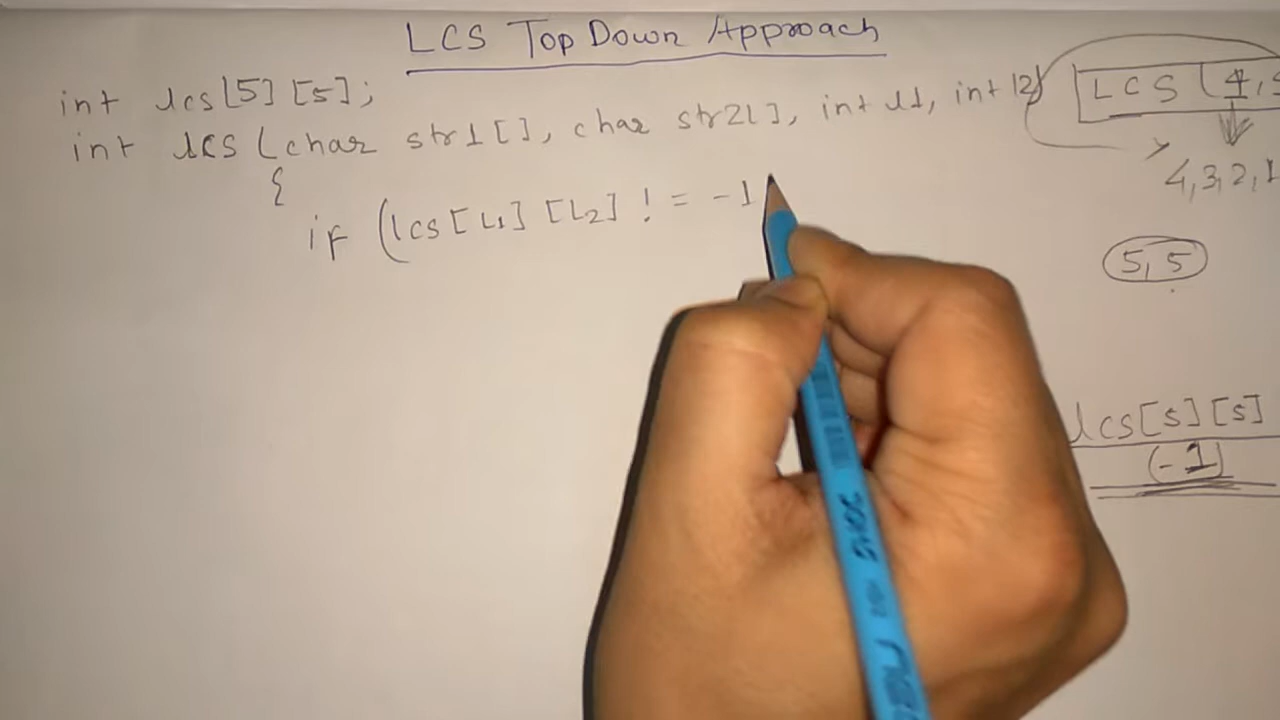 LCS Top Down Approach
int lcs[5][5];
int lcs (char str1[], char str2[], int l1, int l2)
{
if (lcs[L1][L2] != -1
LCS (4,5
4,3,2,1
5,5
lcs[5][5]
(-1)